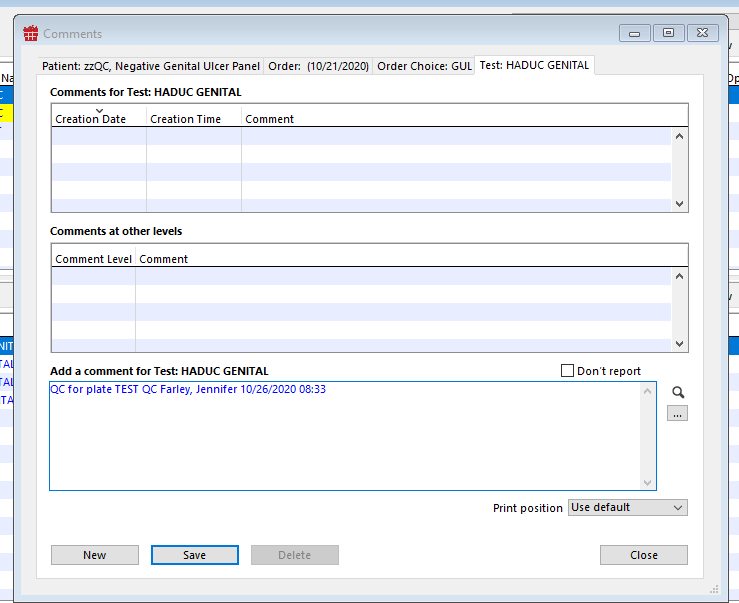 Comments
Patient: zzQC, Negative Genital Ulcer Panel Order: (10/21/2020) Order Choice: GUL Test: HADUC GENITAL
Comments for Test: HADUC GENITAL
Creation Date Creation Time Comment
Comments at other levels
Comment Level Comment
Add a comment for Test: HADUC GENITAL Don't report
QC for plate TEST QC Farley, Jennifer 10/26/2020 08:33
...
Print position Use default
New Save Delete Close